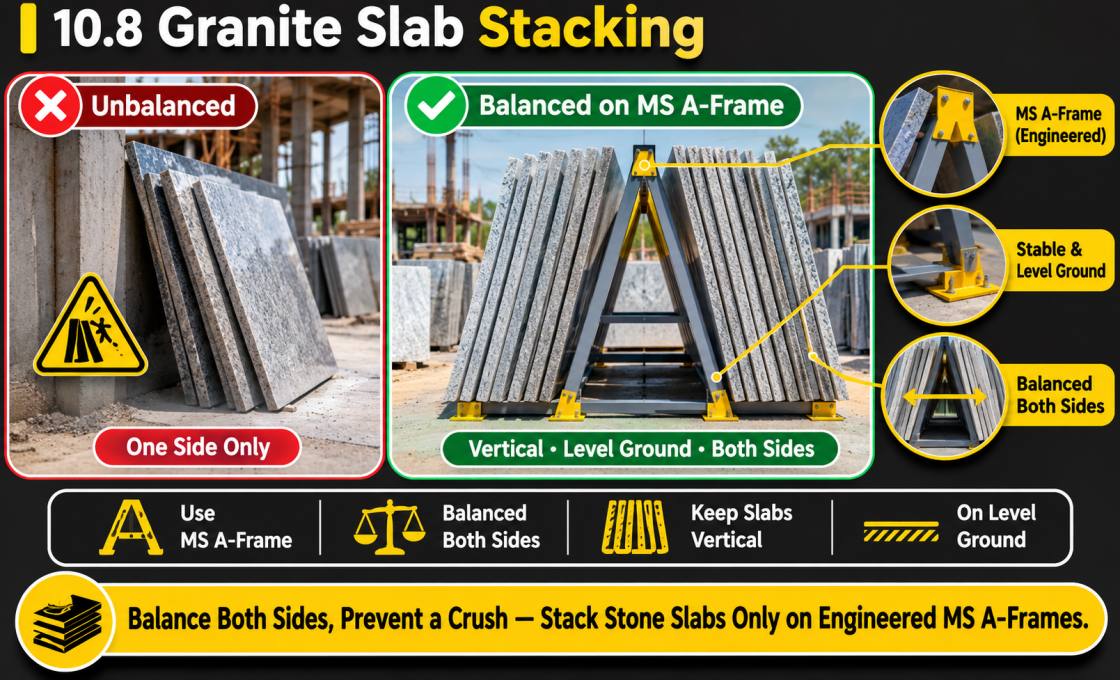 10.8 Granite Slab Stacking
Unbalanced
One Side Only
Balanced on MS A-Frame
Vertical • Level Ground • Both Sides
MS A-Frame
(Engineered)
Stable &
Level Ground
Balanced
Both Sides
Use
MS A-Frame
Balanced
Both Sides
Keep Slabs
Vertical
On Level
Ground
Balance Both Sides, Prevent a Crush — Stack Stone Slabs Only on Engineered MS A-Frames.